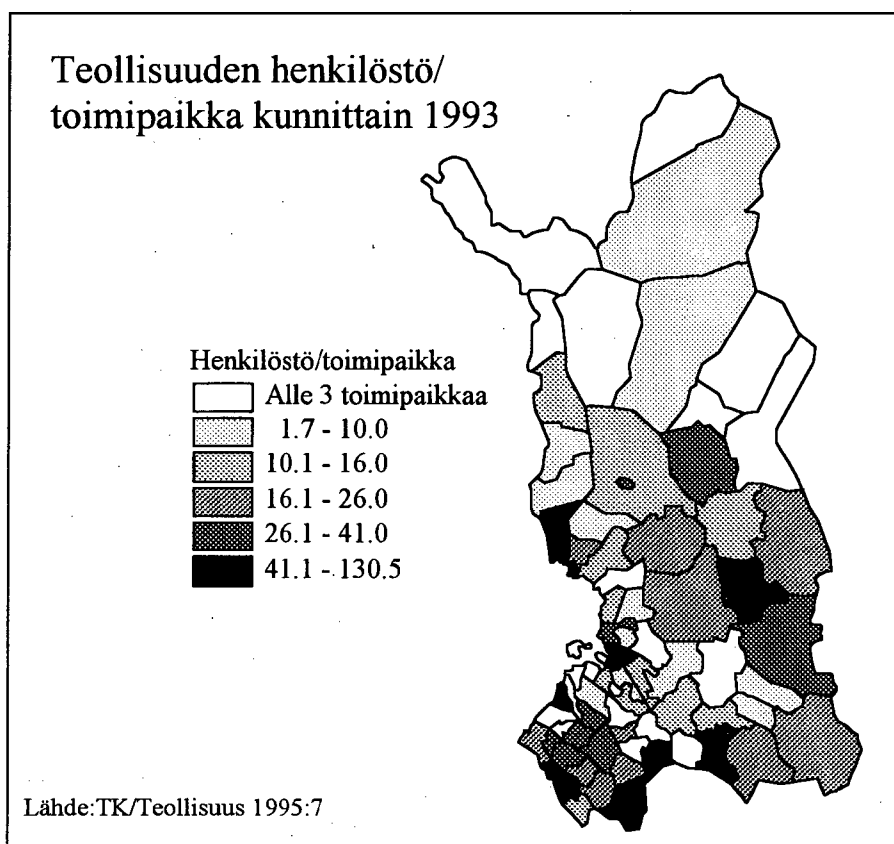 Teollisuuden henkilöstö/
toimipaikka kunnittain 1993
Henkilöstö/toimipaikka
Alle 3 toimipaikkaa
1.7 - 10.0
10.1 - 16.0
16.1 - 26.0
26.1 - 41.0
41.1 - 130.5
Lähde:TK/Teollisuus 1995:7